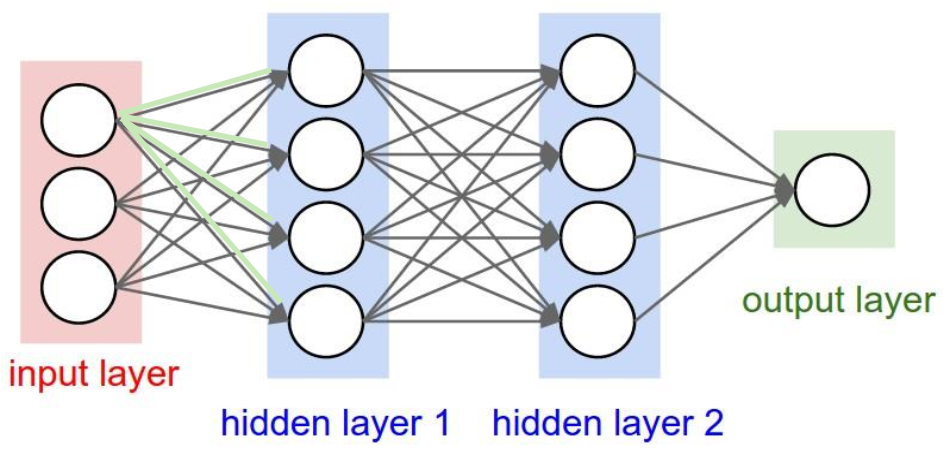 input layer
hidden layer 1
hidden layer 2
output layer